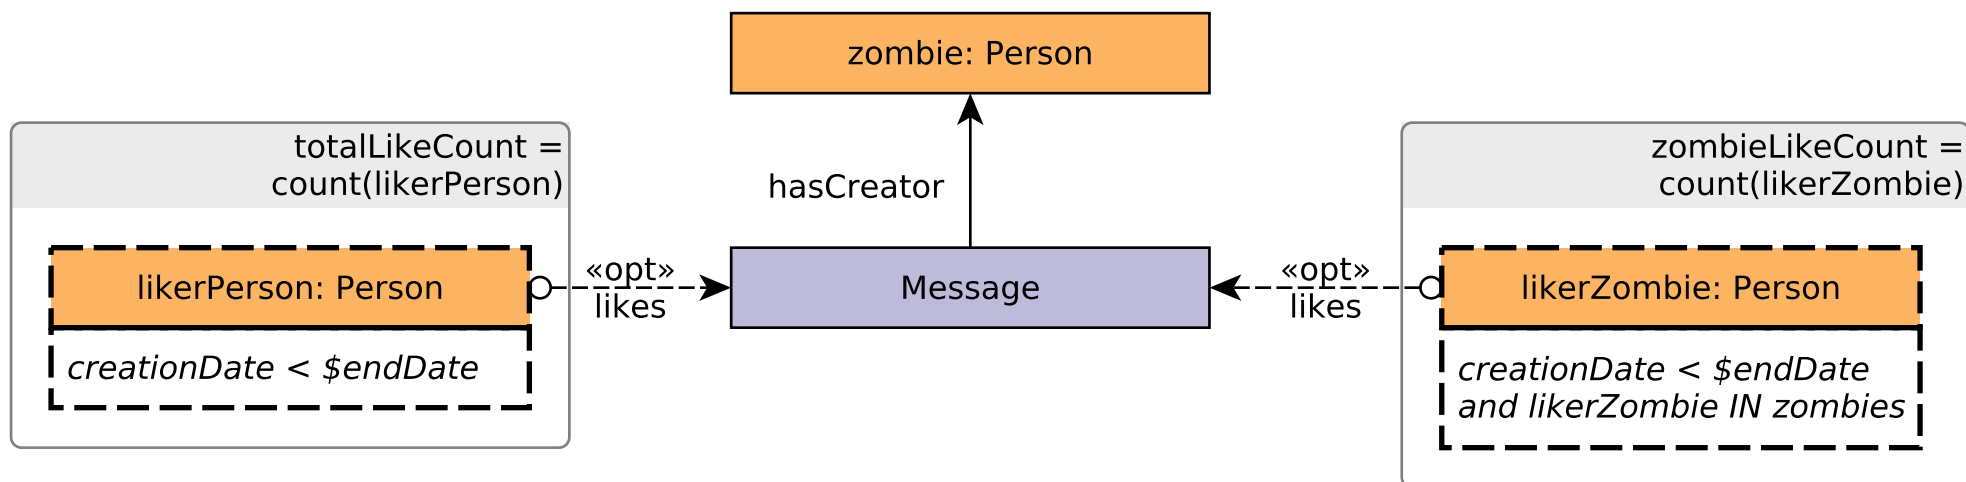 zombie: Person
totalLikeCount =
count(likerPerson)
zombieLikeCount =
count(likerZombie)
hasCreator
likerPerson: Person
«opt»
likes
Message
«opt»
likes
likerZombie: Person
creationDate < $endDate
creationDate < $endDate
and likerZombie IN zombies